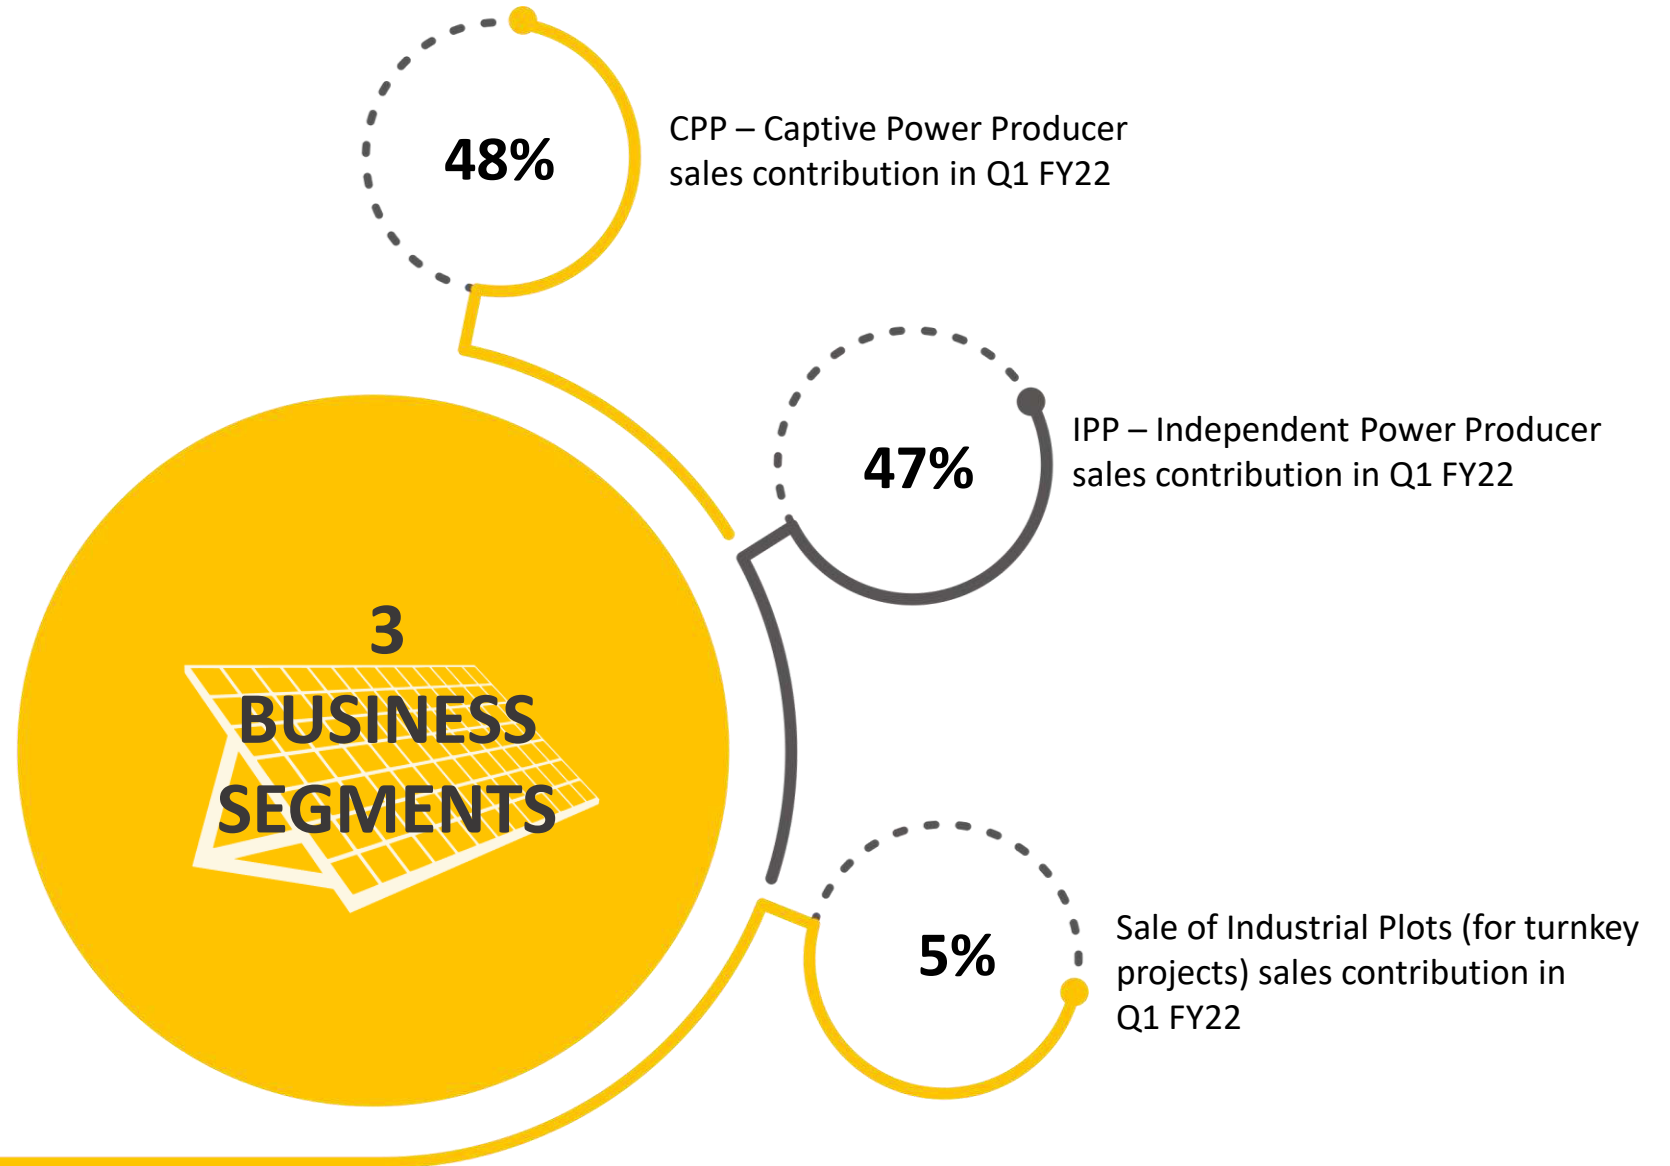 48%
CPP – Captive Power Producer
sales contribution in Q1 FY22
47%
IPP – Independent Power Producer
sales contribution in Q1 FY22
3
BUSINESS
SEGMENTS
5%
Sale of Industrial Plots (for turnkey
projects) sales contribution in
Q1 FY22